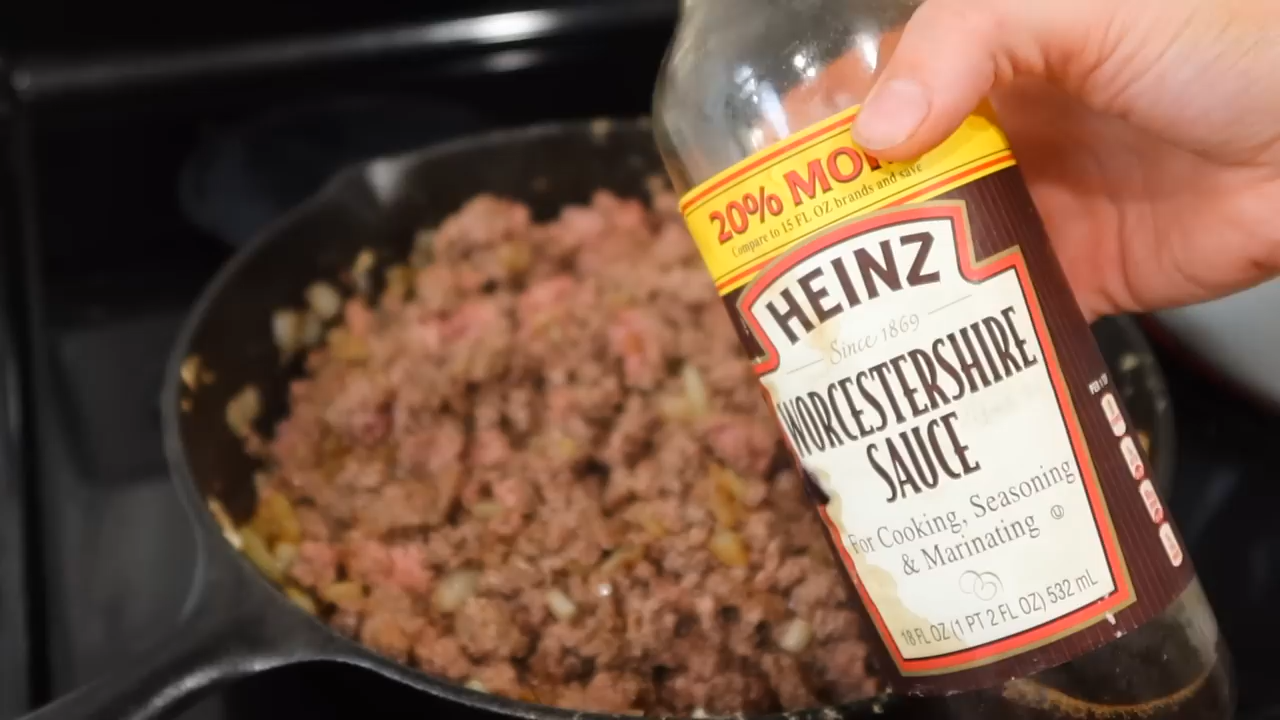 20% MO
Compare to 15 FL OZ brands and save
HEINZ
Since 1869
WORCESTERSHIRE
SAUCE
For Cooking, Seasoning
& Marinating
18 FL OZ (1 PT 2 FL OZ) 532 mL